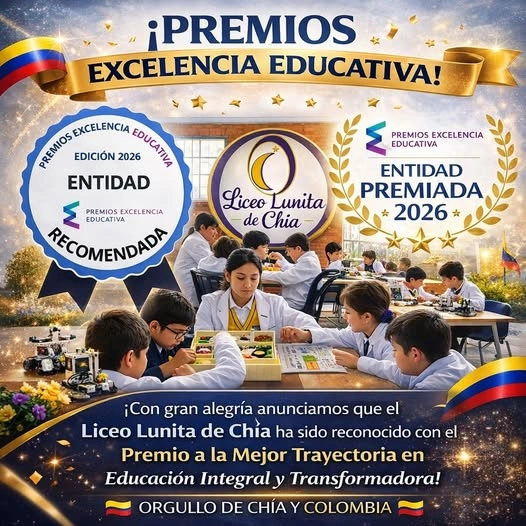 ¡PREMIOS
EXCELENCIA EDUCATIVA!
PREMIOS EXCELENCIA EDUCATIVA
EDICIÓN 2026
ENTIDAD
PREMIOS EXCELENCIA
EDUCATIVA
RECOMENDADA
Liceo Lunita
de Chía
PREMIOS EXCELENCIA
EDUCATIVA
ENTIDAD
PREMIADA
2026
¡Con gran alegría anunciamos que el
Liceo Lunita de Chía ha sido reconocido con el
Premio a la Mejor Trayectoria en
Educación Integral y Transformadora!
ORGULLO DE CHÍA Y COLOMBIA